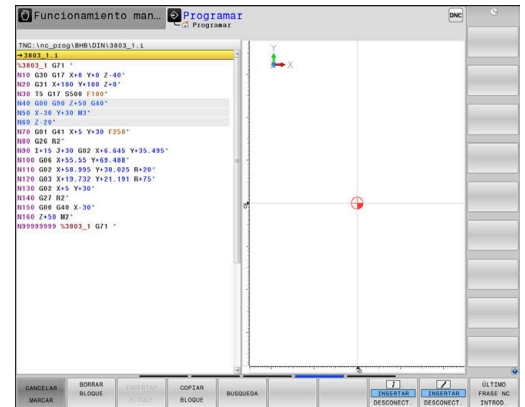 Funcionamiento man...
Programar
Programar
DNC
TNC:\nc_prog\BHB\DIN\3803_1.i
→3803_1.i
%3803_1 G71 *
N10 G30 G17 X+0 Y+0 Z-40*
N20 G31 X+100 Y+100 Z+0*
N30 T5 G17 S500 F100*
N40 G00 G90 Z+50 G40*
N50 X-30 Y+30 M3*
N60 Z-20*
N70 G01 G41 X+5 Y+30 F250*
N80 G26 R2*
N90 I+15 J+30 G02 X+6.645 Y+35.495*
N100 G06 X+55.55 Y+69.488*
N110 G02 X+58.995 Y+30.025 R+20*
N120 G03 X+19.732 Y+21.191 R+75*
N130 G02 X+5 Y+30*
N140 G27 R2*
N150 G00 G40 X-30*
N160 Z+50 M2*
N99999999 %3803_1 G71 *
Y
X
CANCELAR
MARCAR
BORRAR
BLOQUE
INSERTAR
BLOQUE
COPIAR
BLOQUE
BUSQUEDA
INSERTAR
DESCONECT.
INSERTAR
DESCONECT.
ÚLTIMO
FRASE NC
INTROD.